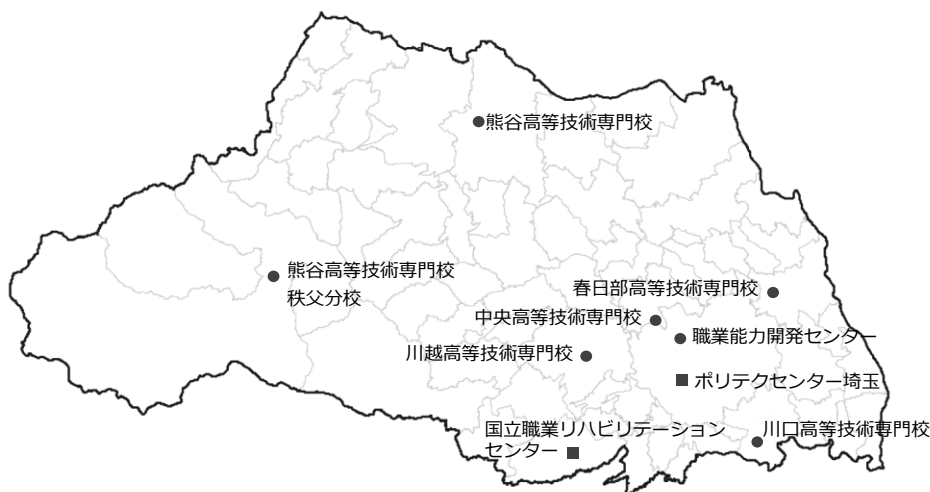 熊谷高等技術専門校
熊谷高等技術専門校
秩父分校
春日部高等技術専門校
中央高等技術専門校
職業能力開発センター
川越高等技術専門校
ポリテクセンター埼玉
国立職業リハビリテーション
センター
川口高等技術専門校